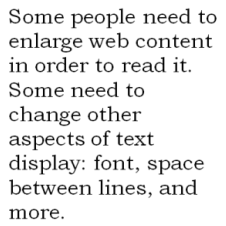 Some people need to
enlarge web content
in order to read it.
Some need to
change other
aspects of text
display: font, space
between lines, and
more.